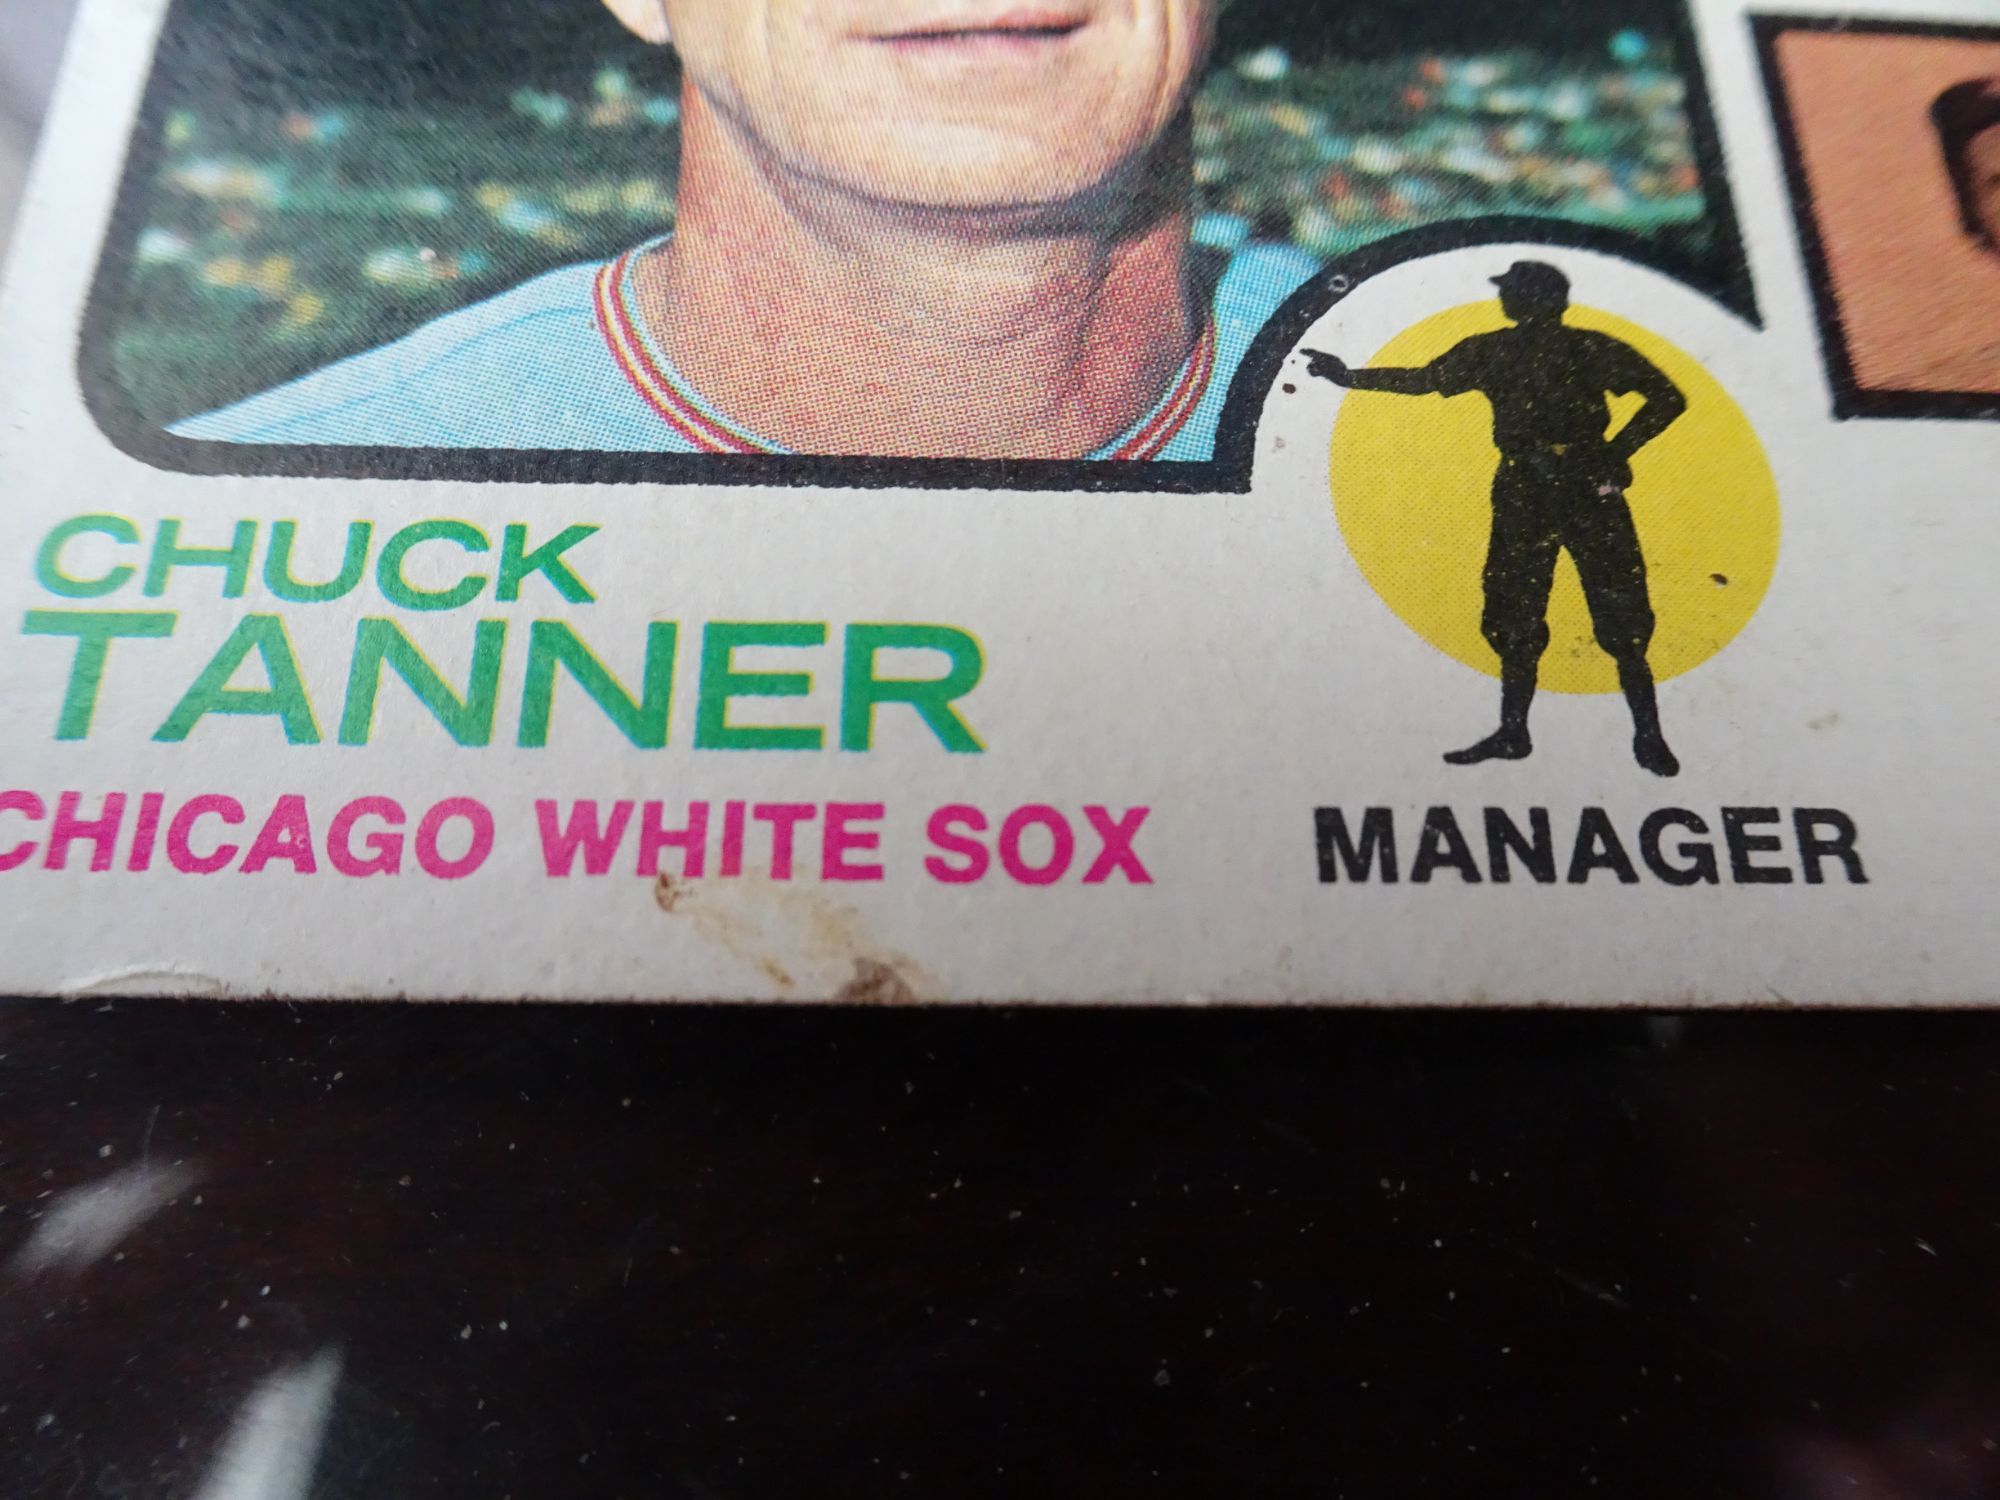 CHUCK
TANNER
CHICAGO WHITE SOX
MANAGER